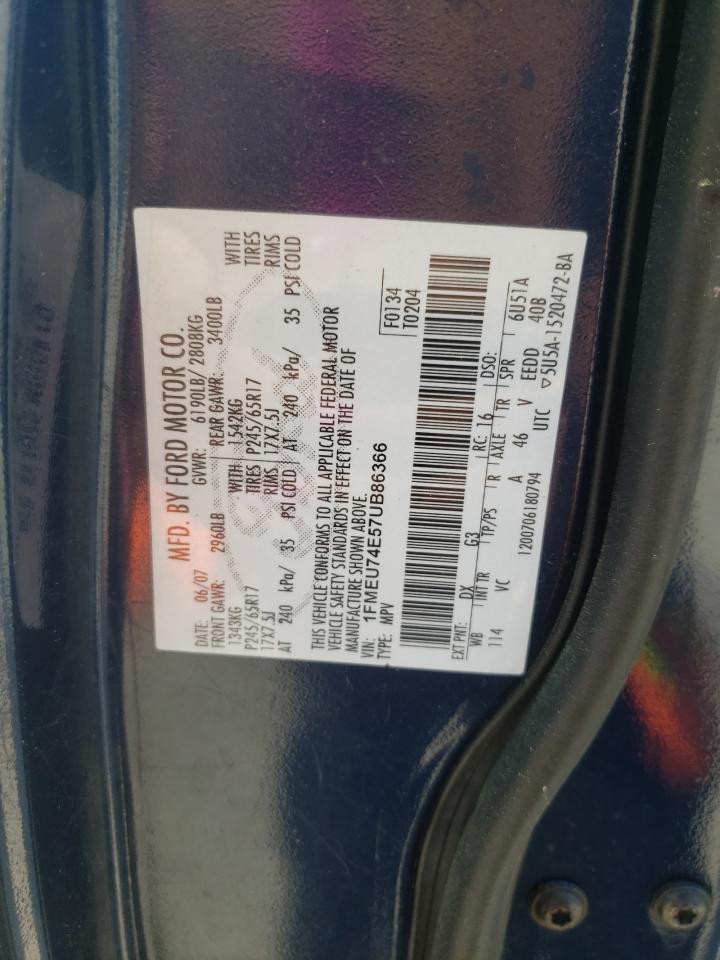 MFD. BY FORD MOTOR CO.
DATE: 06/07 GVWR: 6190LB/ 2808KG
FRONT GAWR: 2960LB REAR GAWR: 3400LB
1343KG WITH 1542KG WITH
P245/65R17 TIRES P245/65R17 TIRES
17X7.5J RIMS 17X7.5J RIMS
AT 240 kPa/ 35 PSI COLD AT 240 kPa/ 35 PSI COLD
THIS VEHICLE CONFORMS TO ALL APPLICABLE FEDERAL MOTOR
VEHICLE SAFETY STANDARDS IN EFFECT ON THE DATE OF
MANUFACTURE SHOWN ABOVE.
VIN: 1FMEU74E57UB86366
TYPE: MPV
F0134
T0204
EXT PNT: DX G3 RC: 16 DSO:
WB INT TR TP/PS R AXLE TR SPR 6U51A
114 VC A 46 V EEDD 40B
1200706180794 UTC ▽5U5A-1520472-BA